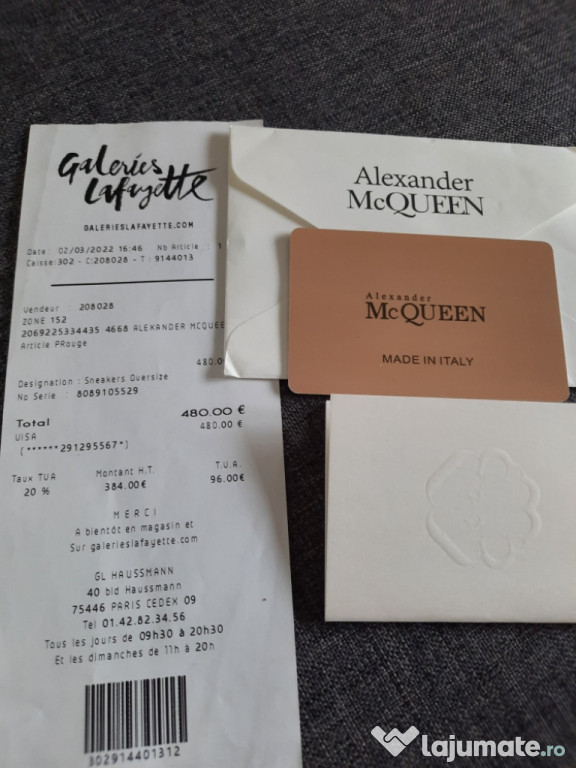 Galeries
Lafayette
GALERIESLAFAYETTE.COM
Date: 02/03/2022 16:46 Nb Article 1
Caisse:302 - C:208028 - T: 9144013
Vendeur : 208028
ZONE 152
2069225334435 4668 ALEXANDER MCQUEE
Article PRouge
480.0
Designation : Sneakers Oversize
No Serie : 8089105529
Total 480.00 €
VISA 480.00€
(******291295567*)
Taux TUA Montant H.T. T.U.A.
20 % 384.00€ 96.00€
M E R C I
A bientôt en magasin et
Sur galerieslafayette.com
GL HAUSSMANN
40 bld Haussmann
75446 PARIS CEDEX 09
Tel 01.42.82.34.56
Tous les jours de 09h30 à 20h30
Et les dimanches de 11h à 20h
302914401312
Alexander
McQUEEN
Alexander
McQUEEN
MADE IN ITALY
lajumate.ro